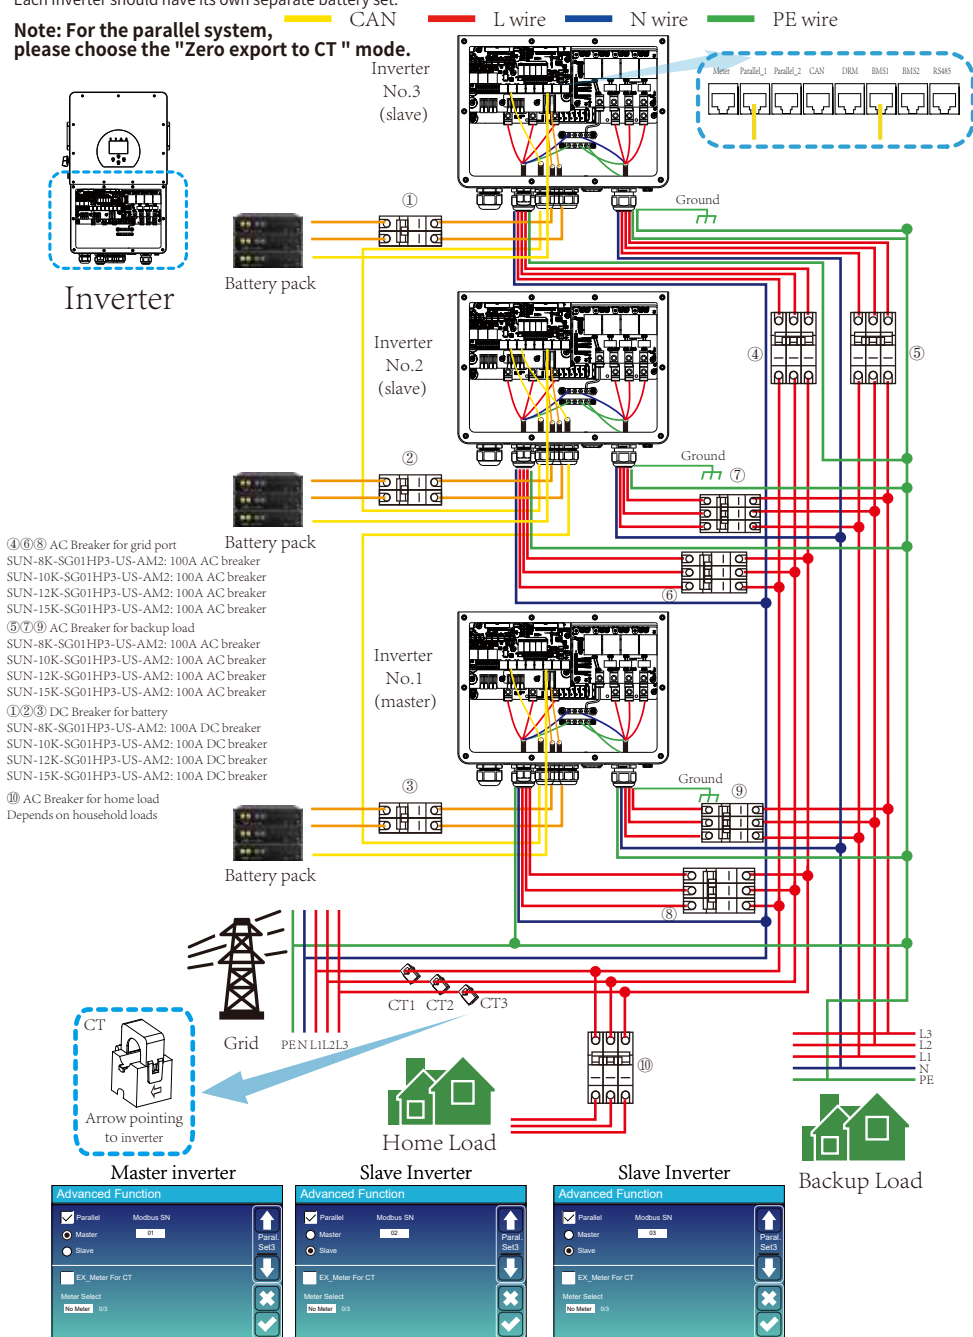 Each inverter should have its own separate battery set.
CAN L wire N wire PE wire
Note: For the parallel system,
please choose the "Zero export to CT " mode.
Inverter
No.3
(slave)
Meter Parallel_1 Parallel_2 CAN DRM BMS1 BMS2 RS485
Inverter
①
Ground
Battery pack
Inverter
No.2
(slave)
④
⑤
②
Ground
⑦
Battery pack
⑥
④⑥⑧ AC Breaker for grid port
SUN-8K-SG01HP3-US-AM2: 100A AC breaker
SUN-10K-SG01HP3-US-AM2: 100A AC breaker
SUN-12K-SG01HP3-US-AM2: 100A AC breaker
SUN-15K-SG01HP3-US-AM2: 100A AC breaker
⑤⑦⑨ AC Breaker for backup load
SUN-8K-SG01HP3-US-AM2: 100A AC breaker
SUN-10K-SG01HP3-US-AM2: 100A AC breaker
SUN-12K-SG01HP3-US-AM2: 100A AC breaker
SUN-15K-SG01HP3-US-AM2: 100A AC breaker
①②③ DC Breaker for battery
SUN-8K-SG01HP3-US-AM2: 100A DC breaker
SUN-10K-SG01HP3-US-AM2: 100A DC breaker
SUN-12K-SG01HP3-US-AM2: 100A DC breaker
SUN-15K-SG01HP3-US-AM2: 100A DC breaker
⑩ AC Breaker for home load
Depends on household loads
Inverter
No.1
(master)
③
Ground
⑨
Battery pack
⑧
CT1 CT2 CT3
Grid
PE N L1 L2 L3
CT
Arrow pointing
to inverter
⑩
Home Load
L3
L2
L1
N
PE
Backup Load
Master inverter
Advanced Function
Parallel Modbus SN
Master 01
Slave
Paral.
Set3
EX_Meter For CT
Meter Select
No Meter 0/3
Slave Inverter
Advanced Function
Parallel Modbus SN
Master 02
Slave
Paral.
Set3
EX_Meter For CT
Meter Select
No Meter 0/3
Slave Inverter
Advanced Function
Parallel Modbus SN
Master 03
Slave
Paral.
Set3
EX_Meter For CT
Meter Select
No Meter 0/3